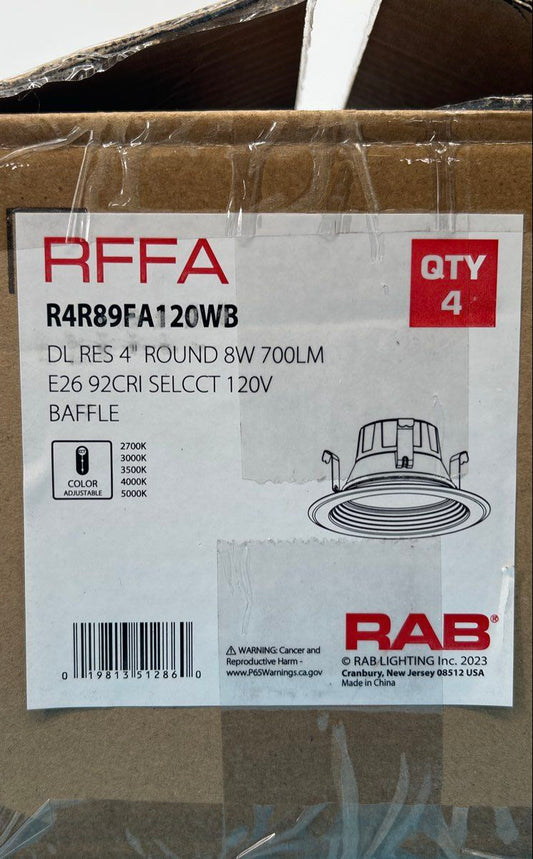 RFFA
QTY
4
R4R89FA120WB
DL RES 4" ROUND 8W 700LM
E26 92CRI SELCCT 120V
BAFFLE
CCT
COLOR
ADJUSTABLE
2700K
3000K
3500K
4000K
5000K
0 19813 51286 0
⚠ WARNING: Cancer and
Reproductive Harm -
www.P65Warnings.ca.gov
RAB®
© RAB LIGHTING Inc. 2023
Cranbury, New Jersey 08512 USA
Made in China